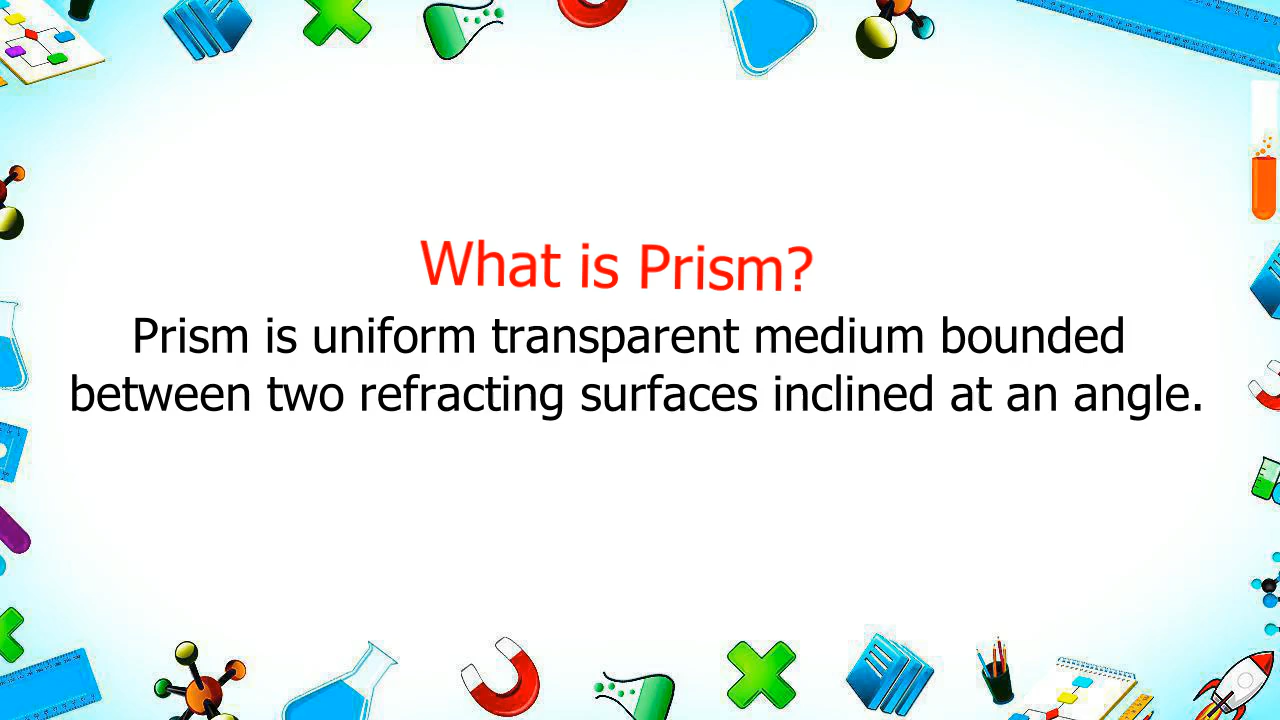 What is Prism?
Prism is uniform transparent medium bounded
between two refracting surfaces inclined at an angle.